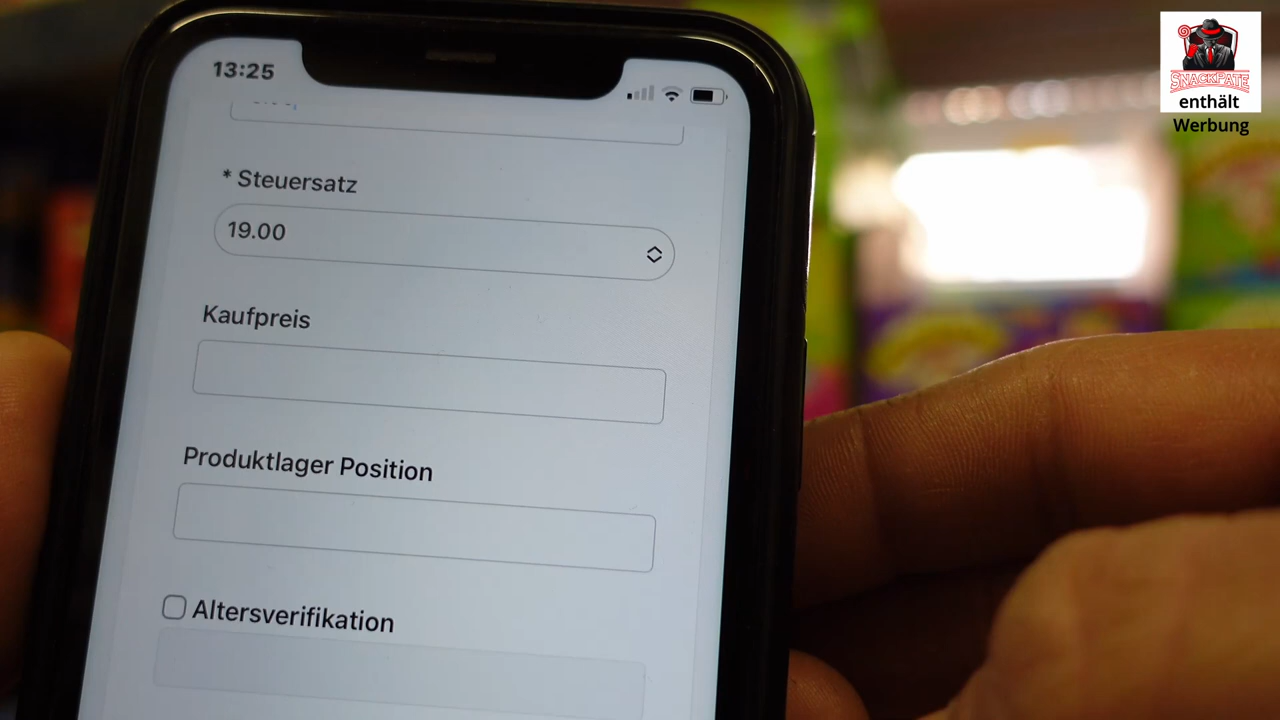 13:25
* Steuersatz
19.00
Kaufpreis
Produktlager Position
Altersverifikation
SNACKPATE
enthält
Werbung